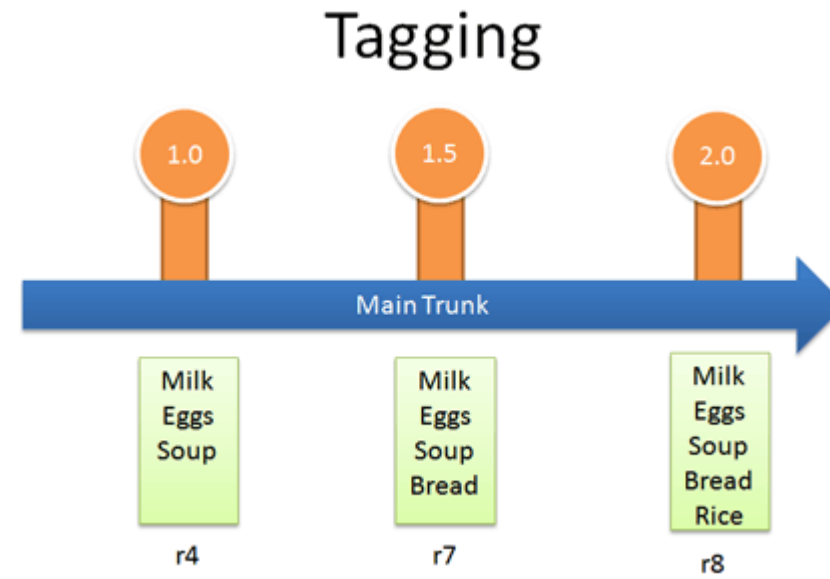 Tagging
1.0
1.5
2.0
Main Trunk
Milk
Eggs
Soup
r4
Milk
Eggs
Soup
Bread
r7
Milk
Eggs
Soup
Bread
Rice
r8